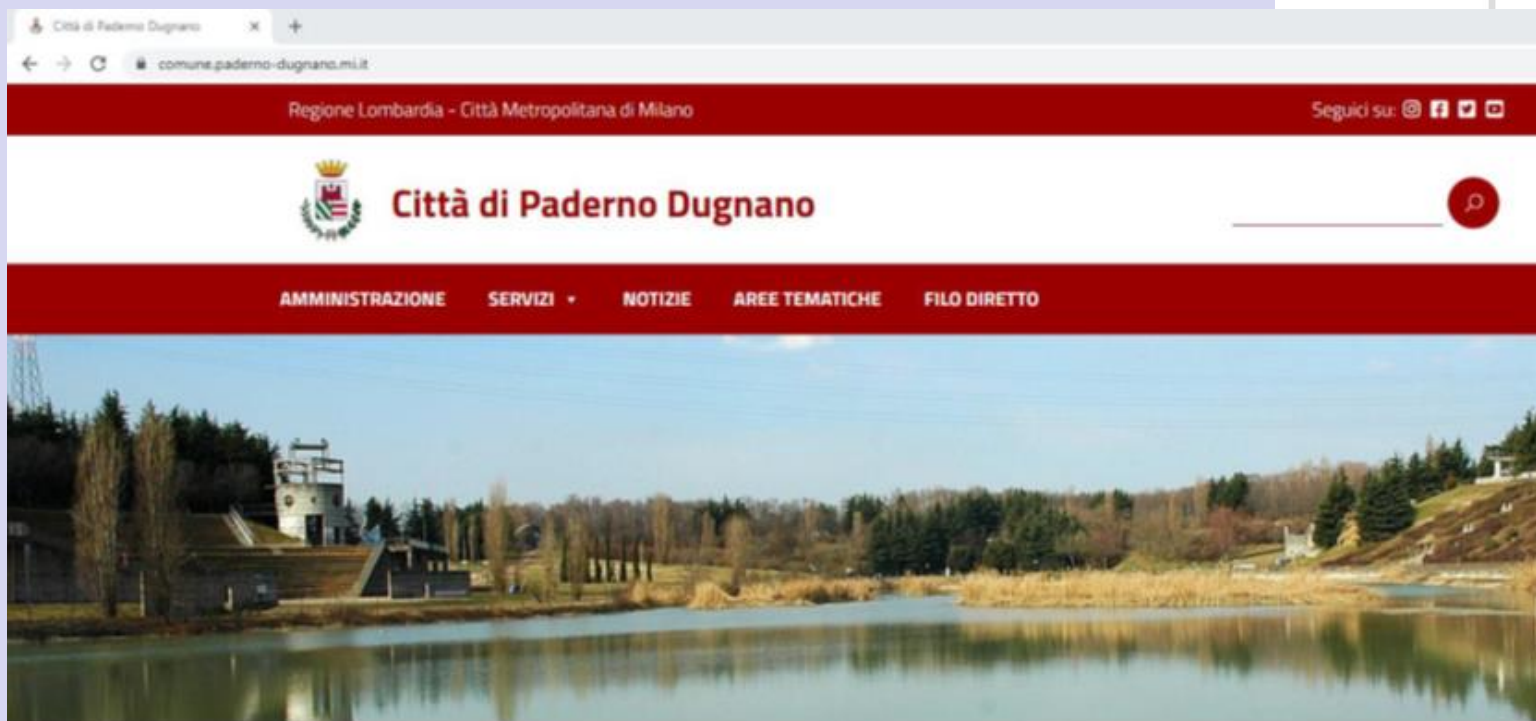 Città di Paderno Dugnano
comune.paderno-dugnano.mi.it
Regione Lombardia - Città Metropolitana di Milano
Seguici su:
Città di Paderno Dugnano
AMMINISTRAZIONE SERVIZI NOTIZIE AREE TEMATICHE FILO DIRETTO